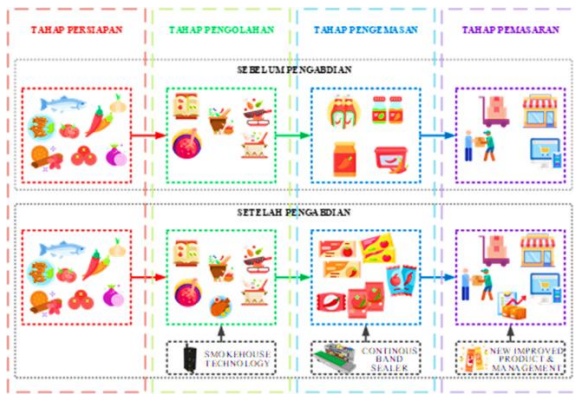 TAHAP PERSIAPAN
TAHAP PENGOLAHAN
TAHAP PENGEMASAN
TAHAP PEMASARAN
SEBELUM PENGABDIAN
SETELAH PENGABDIAN
SMOKEHOUSE
TECHNOLOGY
CONTINOUS
BAND
SEALER
NEW IMPROVED
PRODUCT &
MANAGEMENT